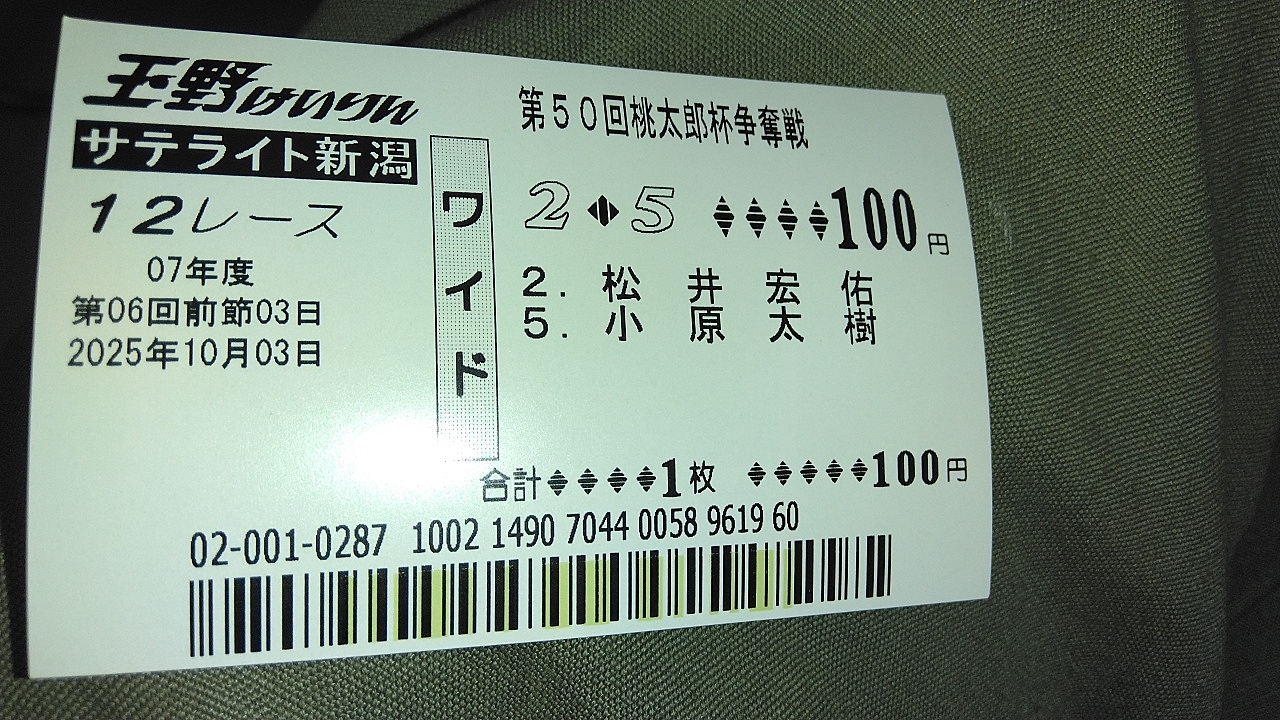 玉野けいりん
サテライト新潟
12レース
07年度
第06回前節03日
2025年10月03日
ワイド
第50回桃太郎杯争奪戦
2◆5 ♦♦♦♦100円
2. 松井宏佑
5. 小原太樹
合計♦♦♦♦1枚 ♦♦♦♦♦100円
02-001-0287 1002 1490 7044 0058 9619 60